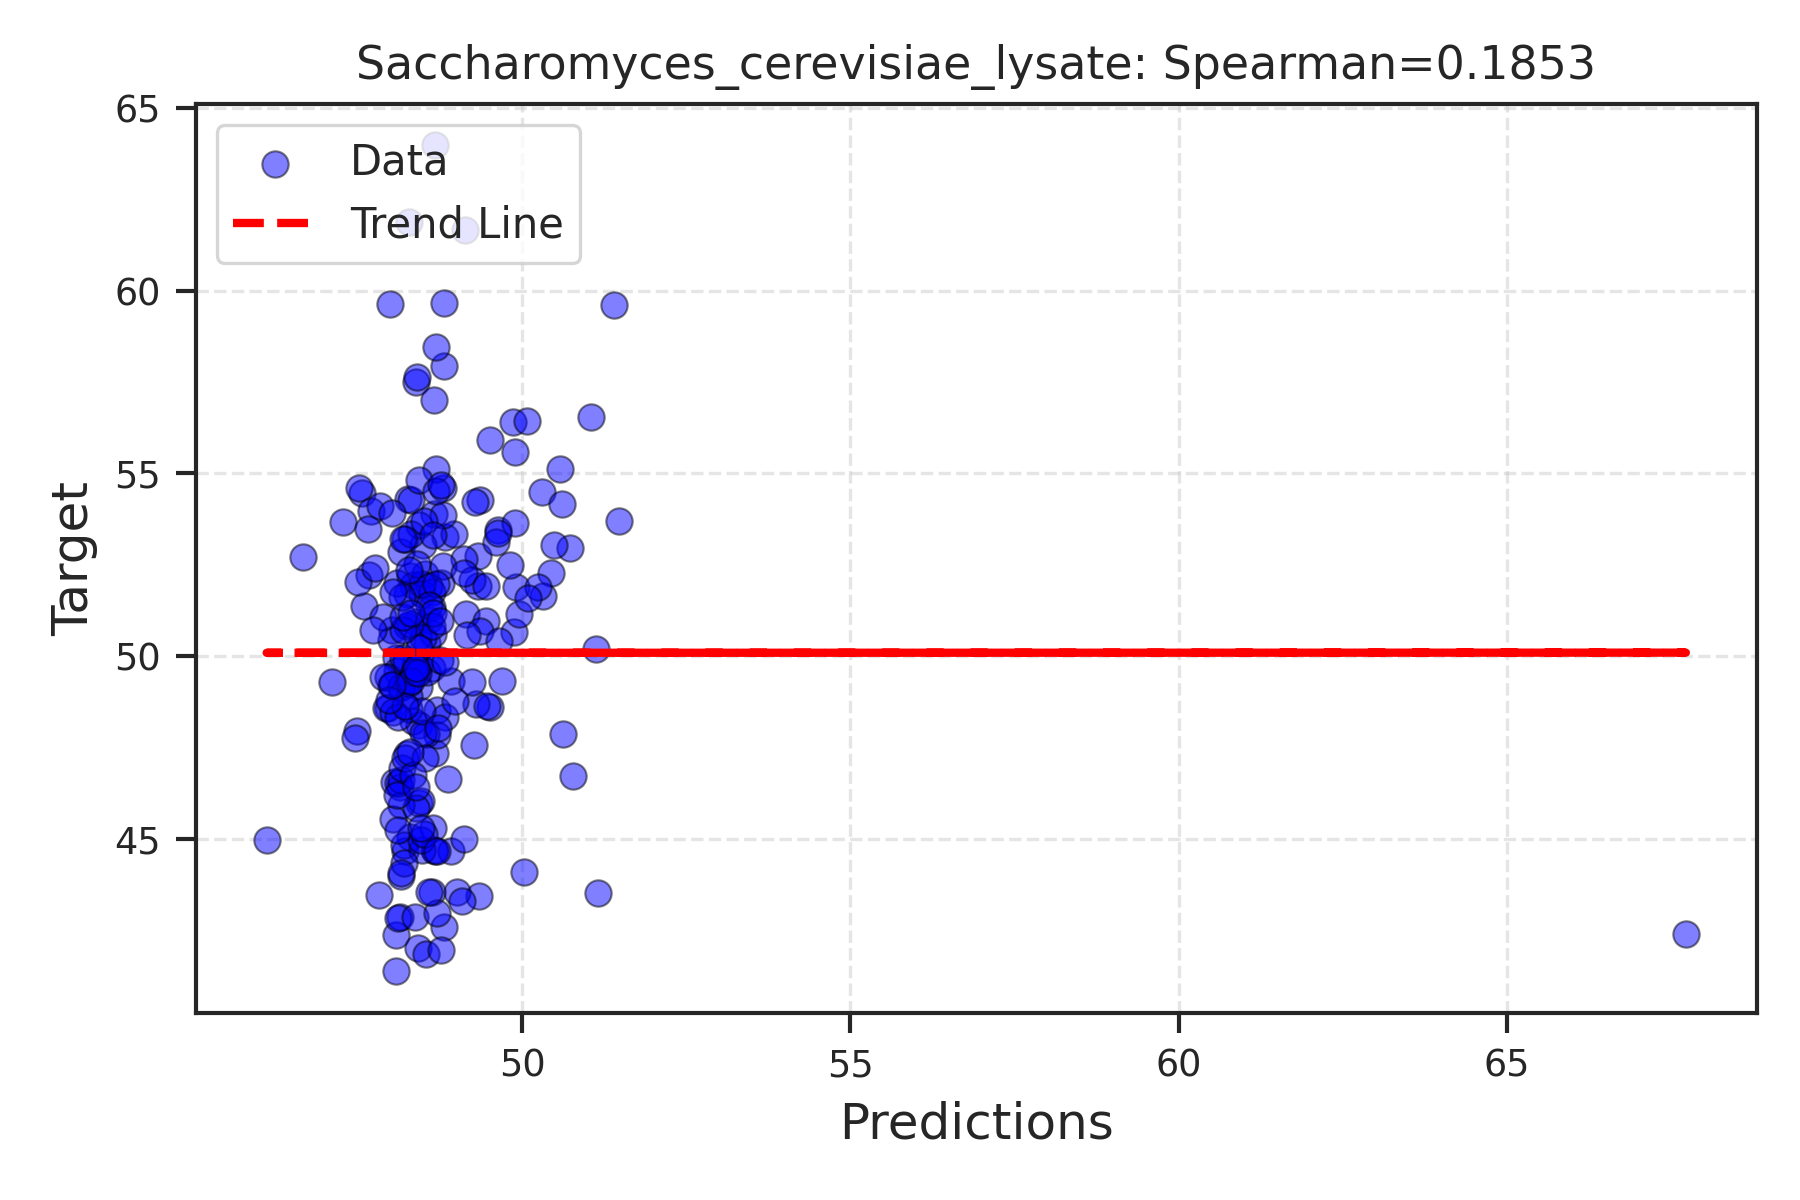 Saccharomyces_cerevisiae_lysate: Spearman=0.1853
65
60
55
50
45
Target
Data
Trend Line
50
55
60
65
Predictions